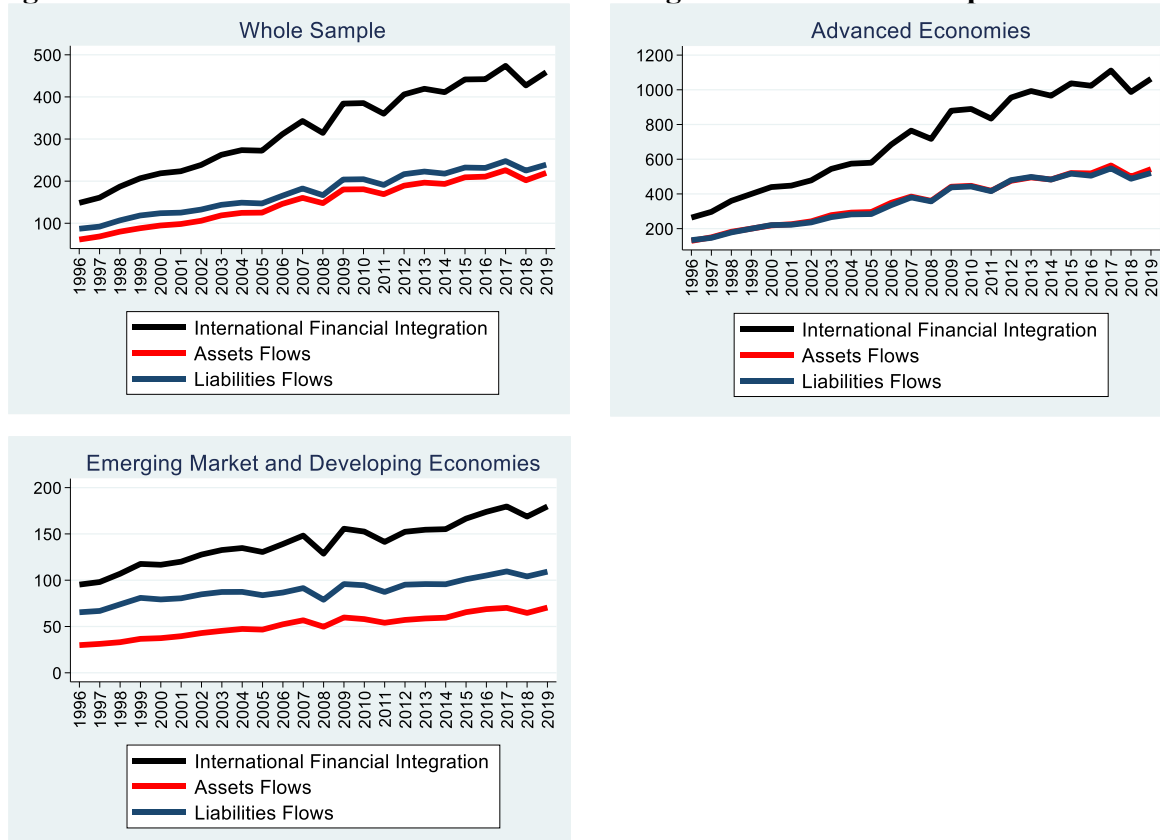 Whole Sample
500
400
300
200
100
1996 1997 1998 1999 2000 2001 2002 2003 2004 2005 2006 2007 2008 2009 2010 2011 2012 2013 2014 2015 2016 2017 2018 2019
International Financial Integration
Assets Flows
Liabilities Flows
Advanced Economies
1200
1000
800
600
400
200
1996 1997 1998 1999 2000 2001 2002 2003 2004 2005 2006 2007 2008 2009 2010 2011 2012 2013 2014 2015 2016 2017 2018 2019
International Financial Integration
Assets Flows
Liabilities Flows
Emerging Market and Developing Economies
200
150
100
50
0
1996 1997 1998 1999 2000 2001 2002 2003 2004 2005 2006 2007 2008 2009 2010 2011 2012 2013 2014 2015 2016 2017 2018 2019
International Financial Integration
Assets Flows
Liabilities Flows